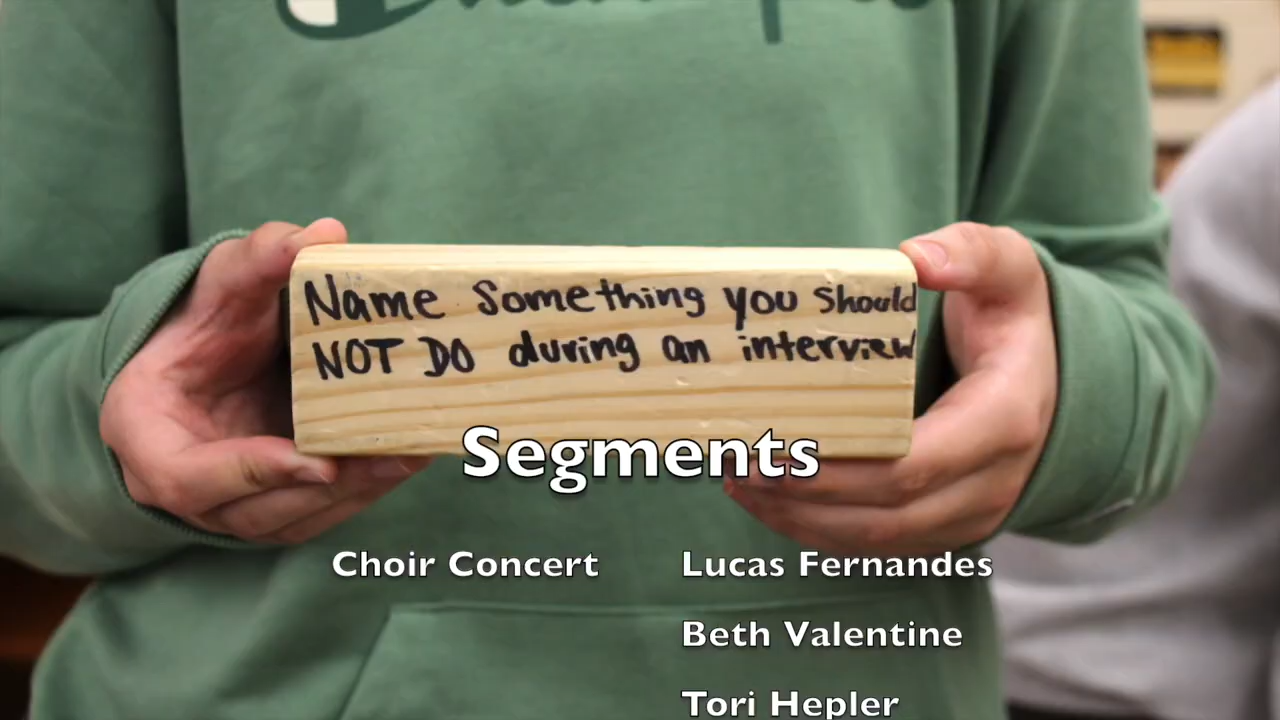 Name Something you should
NOT DO during an interview
Segments
Choir Concert Lucas Fernandes
Beth Valentine
Tori Hepler